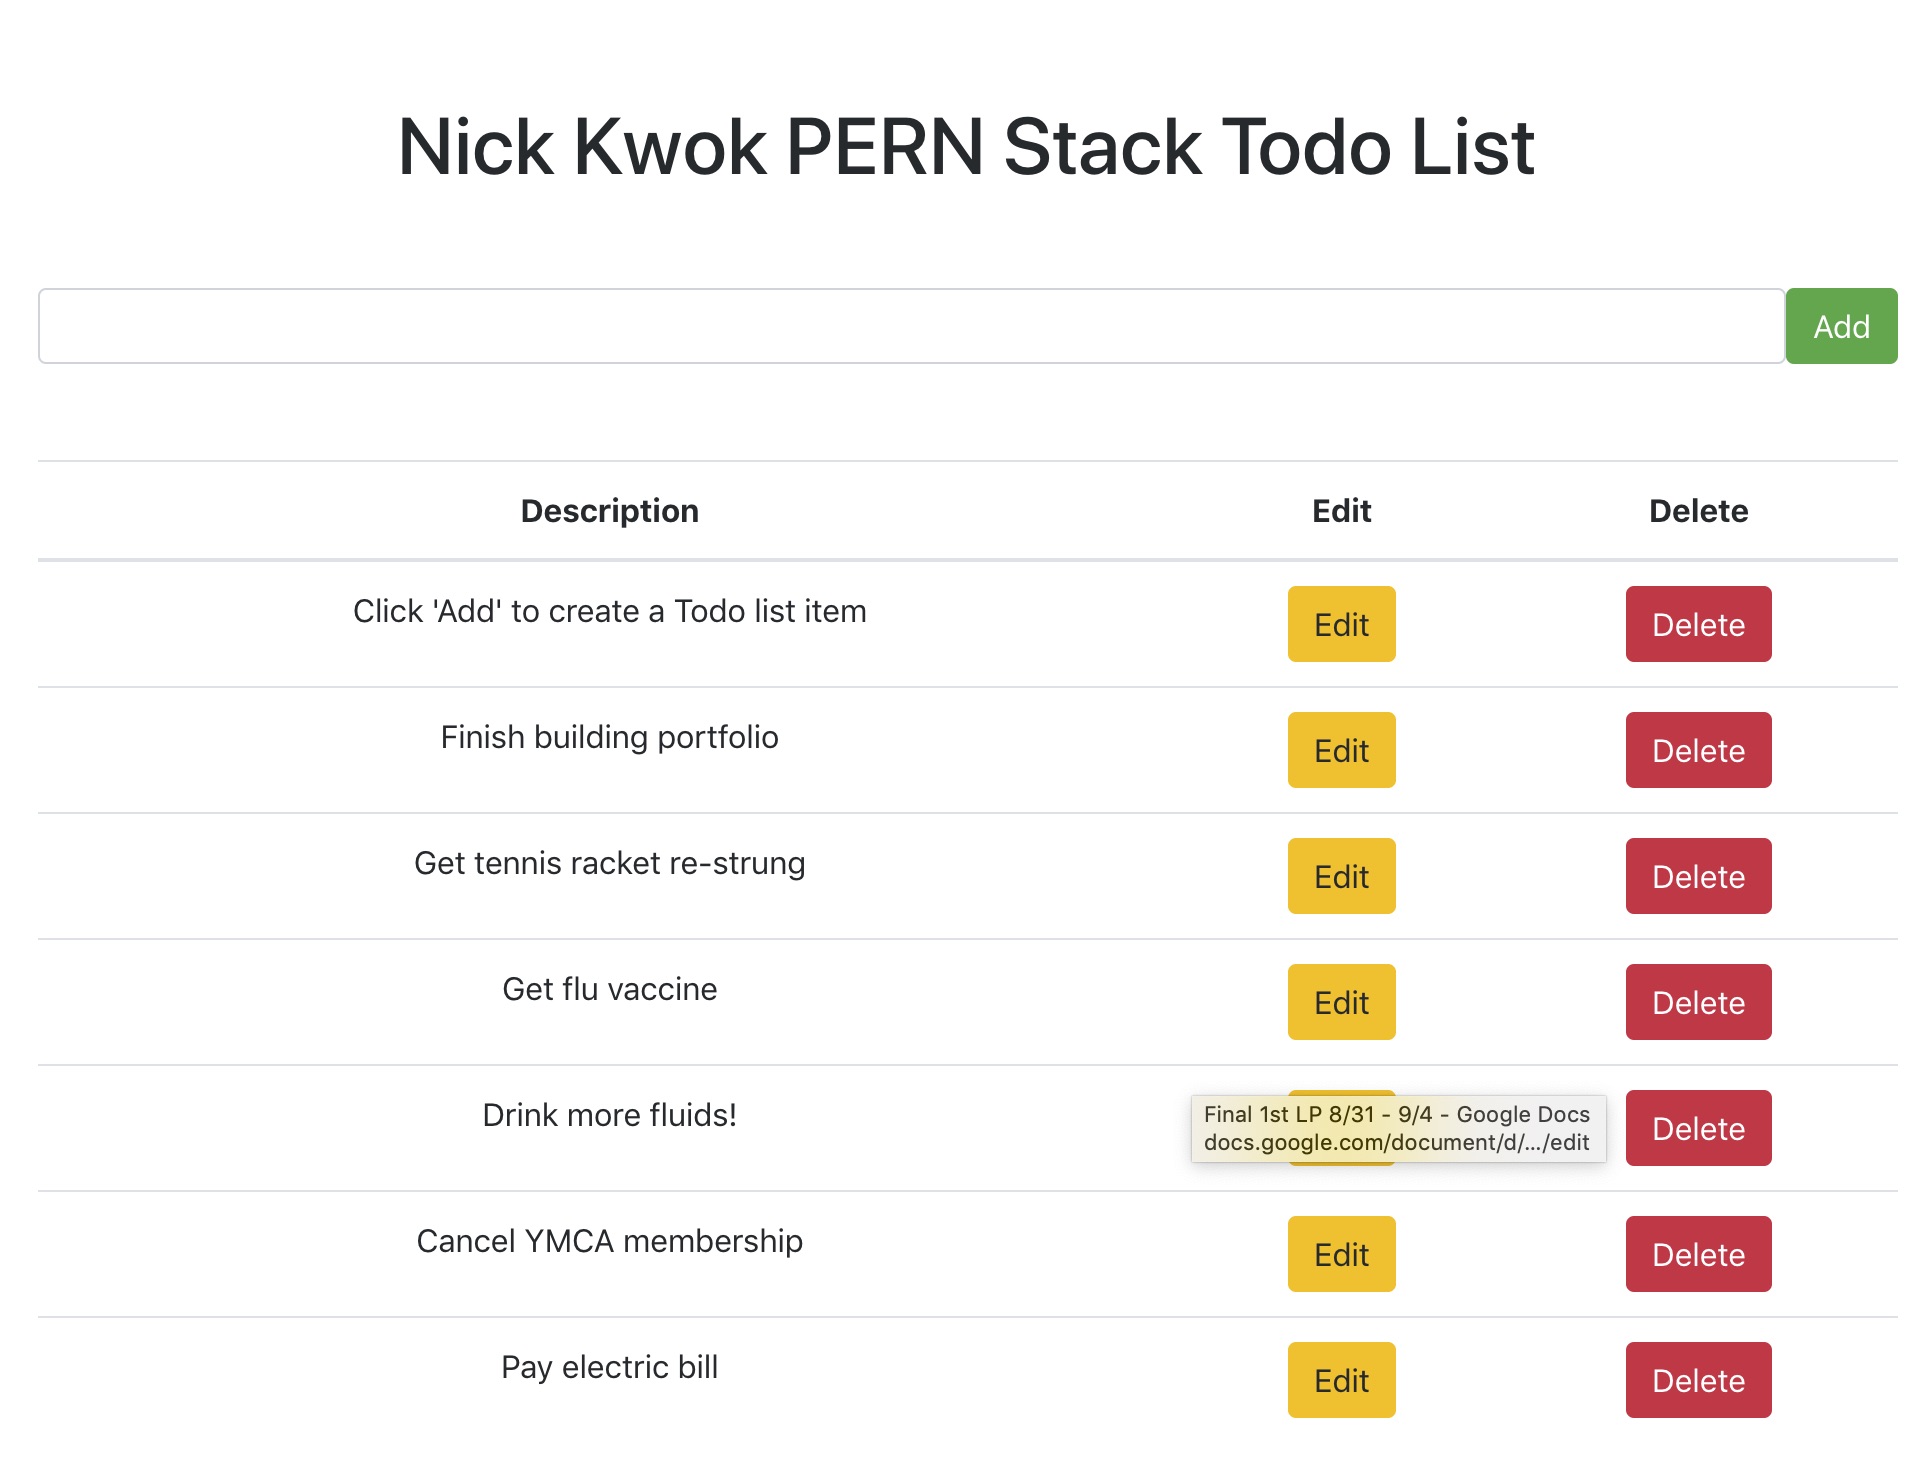 Nick Kwok PERN Stack Todo List
Add
Description Edit Delete
Click 'Add' to create a Todo list item Edit Delete
Finish building portfolio Edit Delete
Get tennis racket re-strung Edit Delete
Get flu vaccine Edit Delete
Drink more fluids! Final 1st LP 8/31 - 9/4 - Google Docs Delete
docs.google.com/document/d/.../edit
Cancel YMCA membership Edit Delete
Pay electric bill Edit Delete